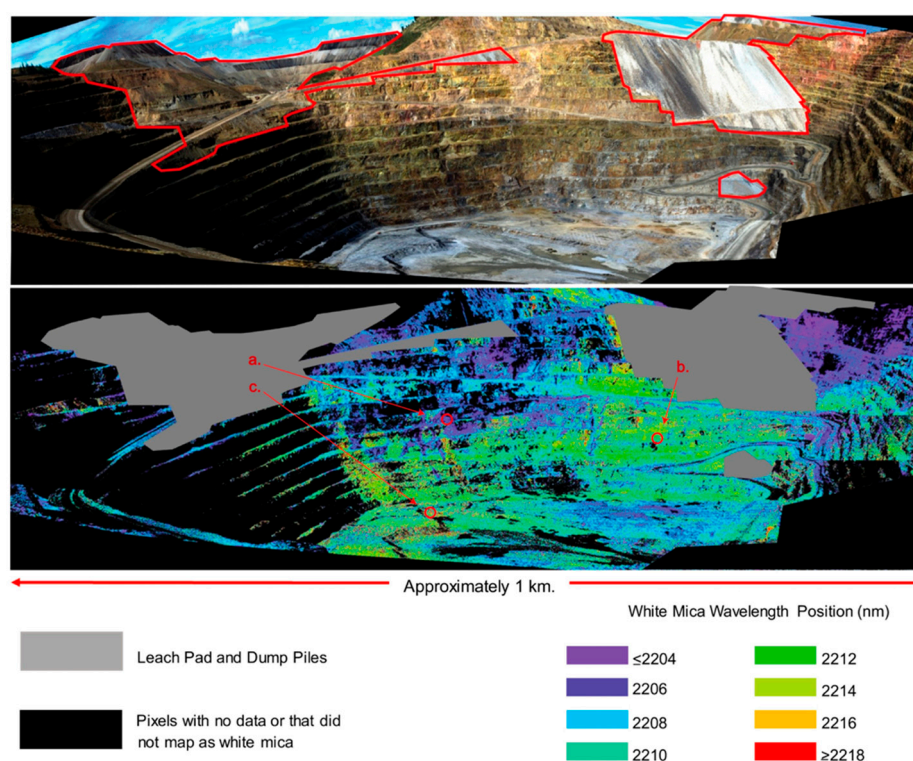 a.
b.
c.
Approximately 1 km.
White Mica Wavelength Position (nm)
Leach Pad and Dump Piles
Pixels with no data or that did
not map as white mica
≤2204
2206
2208
2210
2212
2214
2216
≥2218